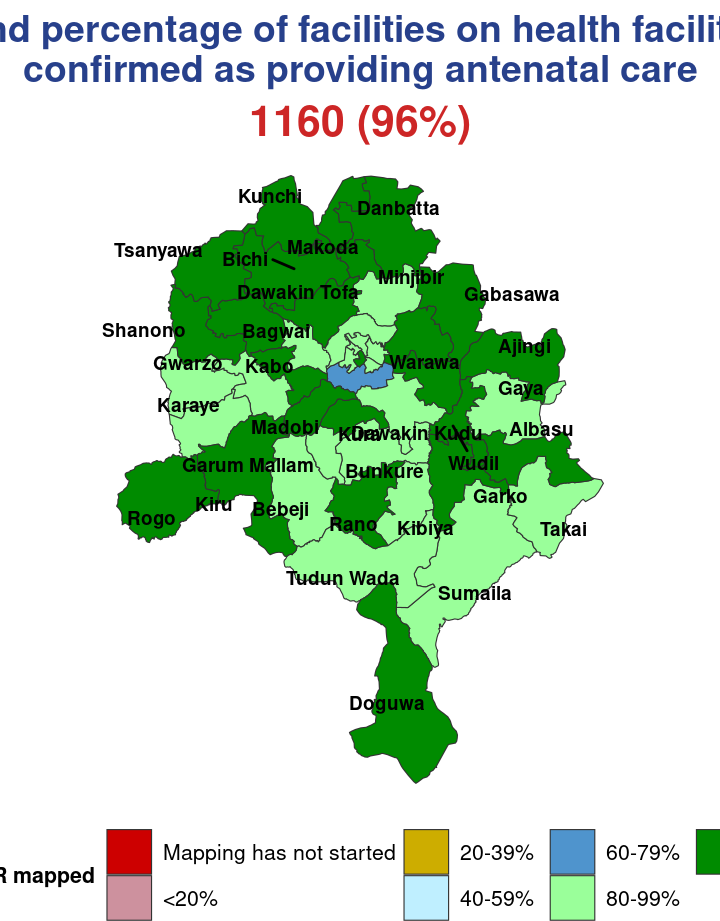 nd percentage of facilities on health facilit
confirmed as providing antenatal care
1160 (96%)
Kunchi
Danbatta
Tsanyawa
Makoda
Bichi
Minjibir
Dawakin Tofa
Gabasawa
Shanono
Bagwai
Ajingi
Gwarzo
Kabo
Warawa
Gaya
Karaye
Madobi
Kura
Dawakin Kudu
Albasu
Garum Mallam
Bunkure
Wudil
Kiru
Bebeji
Garko
Rogo
Rano
Kibiya
Takai
Tudun Wada
Sumaila
Doguwa
R mapped
Mapping has not started
20-39%
60-79%
<20%
40-59%
80-99%